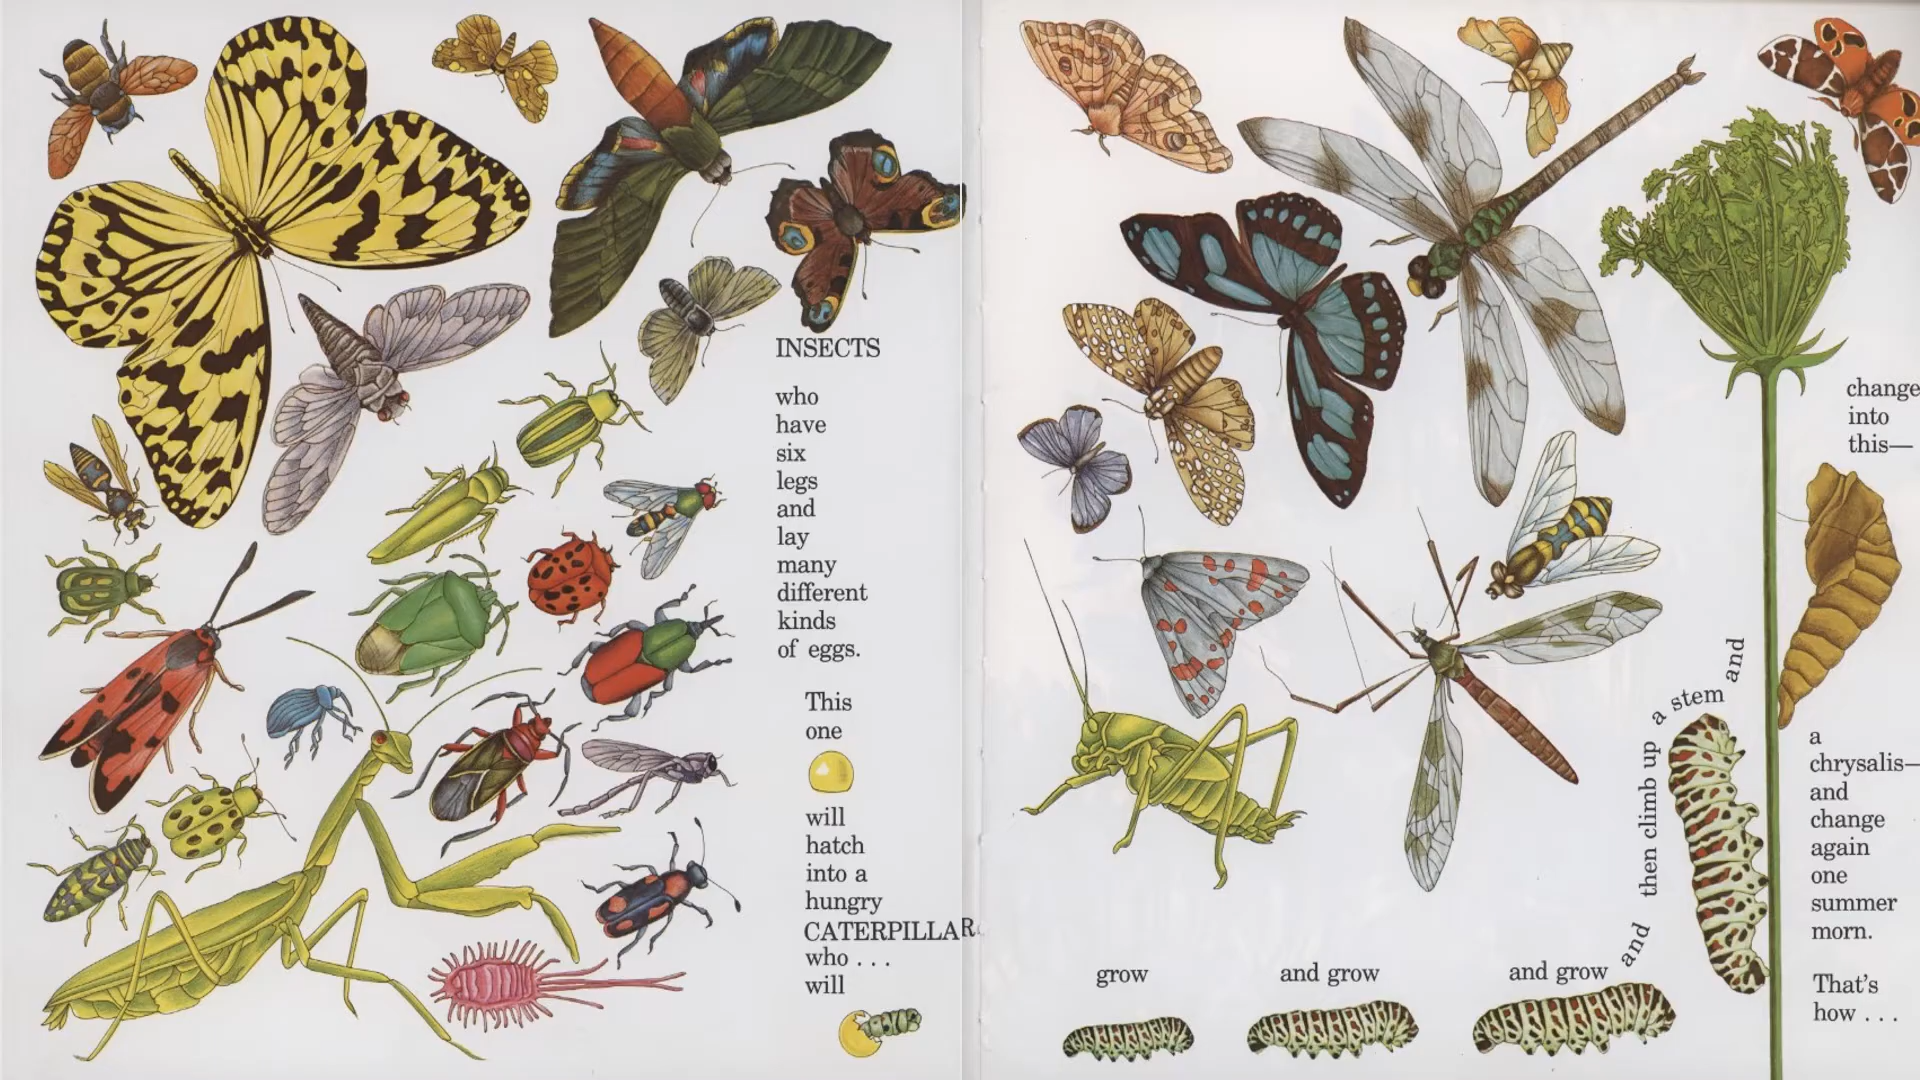 INSECTS
who
have
six
legs
and
lay
many
different
kinds
of eggs.
This
one
will
hatch
into a
hungry
CATERPILLAR
who . . .
will
grow
and grow
and grow
and
then climb up
a stem
and
change
into
this—
a
chrysalis—
and
change
again
one
summer
morn.
That's
how . . .